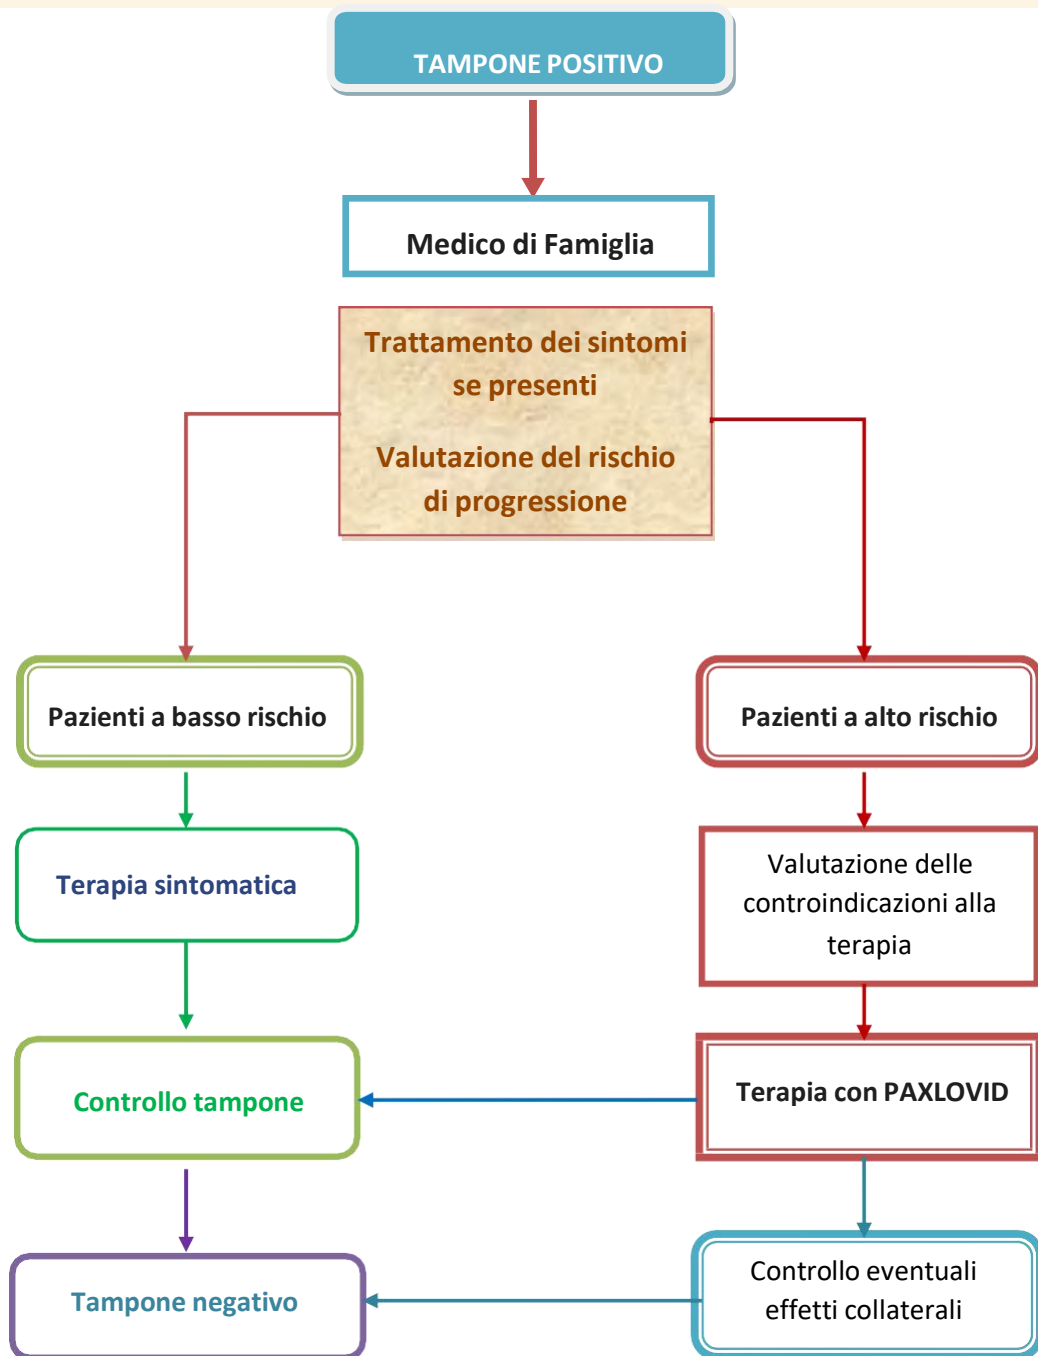 TAMPONE POSITIVO
Medico di Famiglia
Trattamento dei sintomi
se presenti
Valutazione del rischio
di progressione
Pazienti a basso rischio
Pazienti a alto rischio
Terapia sintomatica
Valutazione delle
controindicazioni alla
terapia
Controllo tampone
Terapia con PAXLOVID
Tampone negativo
Controllo eventuali
effetti collaterali